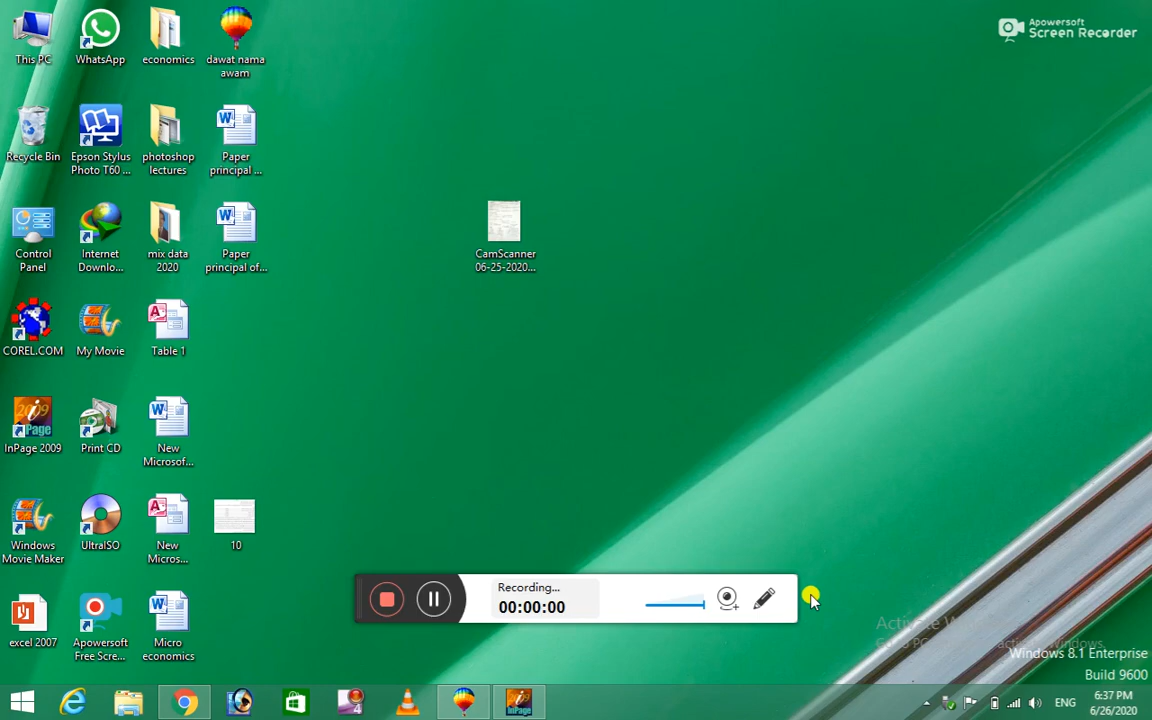 Apowersoft
Screen Recorder
This PC
WhatsApp
economics
dawat nama
awam
Recycle Bin
Epson Stylus
Photo T60 ...
photoshop
lectures
Paper
principal ...
Control
Panel
Internet
Downlo...
mix data
2020
Paper
principal of...
CamScanner
06-25-2020...
COREL.COM
My Movie
Table 1
2009
InPage
InPage 2009
Print CD
New
Microsof...
Windows
Movie Maker
UltraISO
New
Micros...
10
Recording...
00:00:00
excel 2007
Apowersoft
Free Scre...
Micro
economics
Windows 8.1 Enterprise
Build 9600
ENG
6:37 PM
6/26/2020